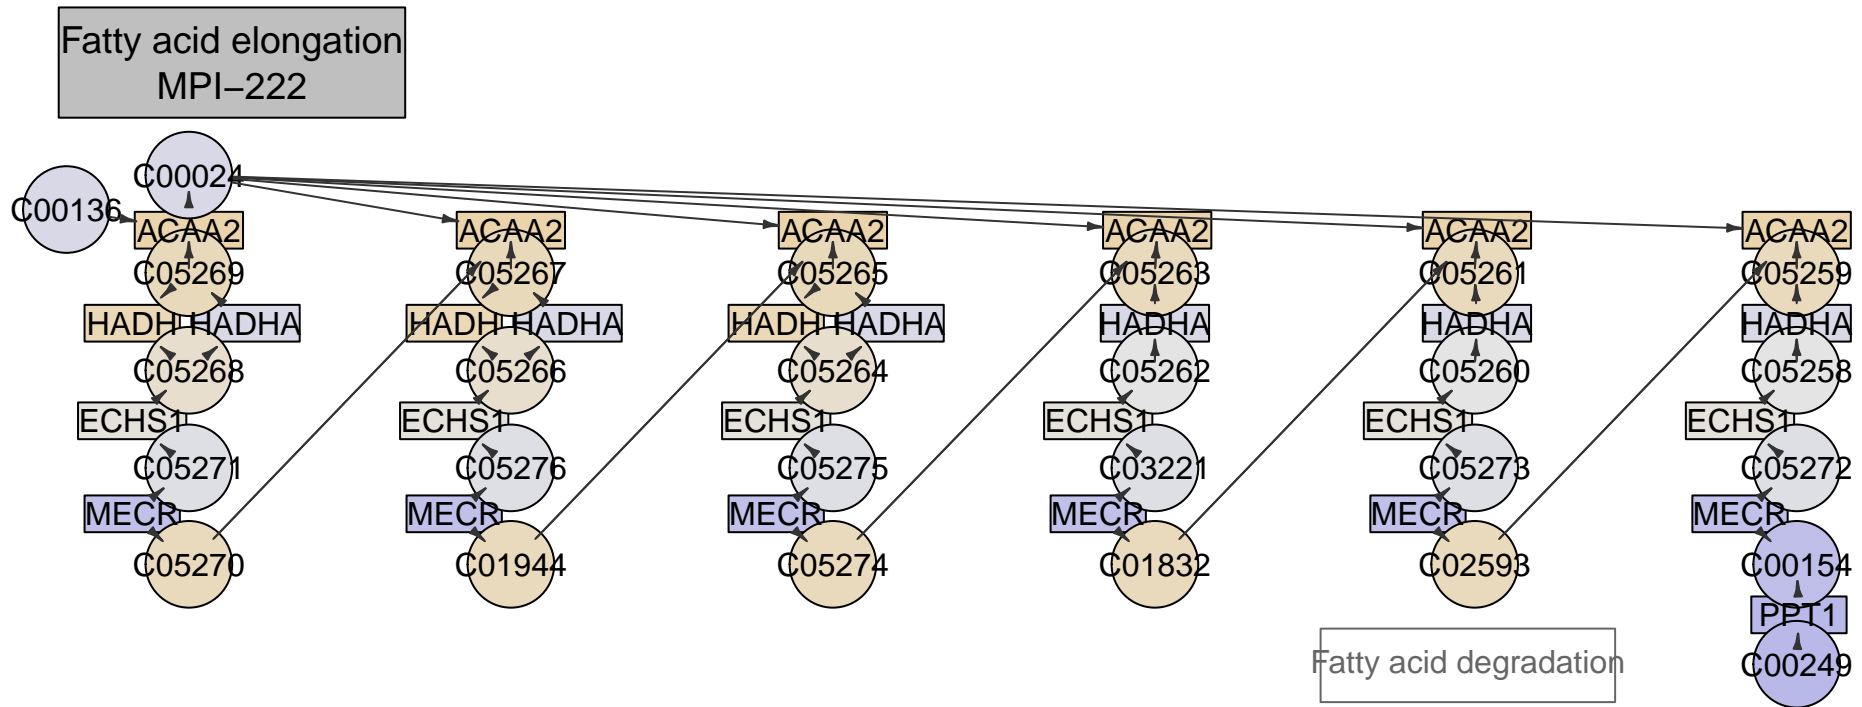 Fatty acid elongation
MPI−222
C00024
C00136
ACAA2 ACAA2 ACAA2 ACAA2 ACAA2 ACAA2
C05269 C05267 C05265 C05263 C05261 C05259
HADH HADHA HADH HADHA HADH HADHA HADHA HADHA HADHA
C05268 C05266 C05264 C05262 C05260 C05258
ECHS1 ECHS1 ECHS1 ECHS1 ECHS1 ECHS1
C05271 C05276 C05275 C03221 C05273 C05272
MECR MECR MECR MECR MECR MECR
C05270 C01944 C05274 C01832 C02593 C00154
PPT1
Fatty acid degradation C00249